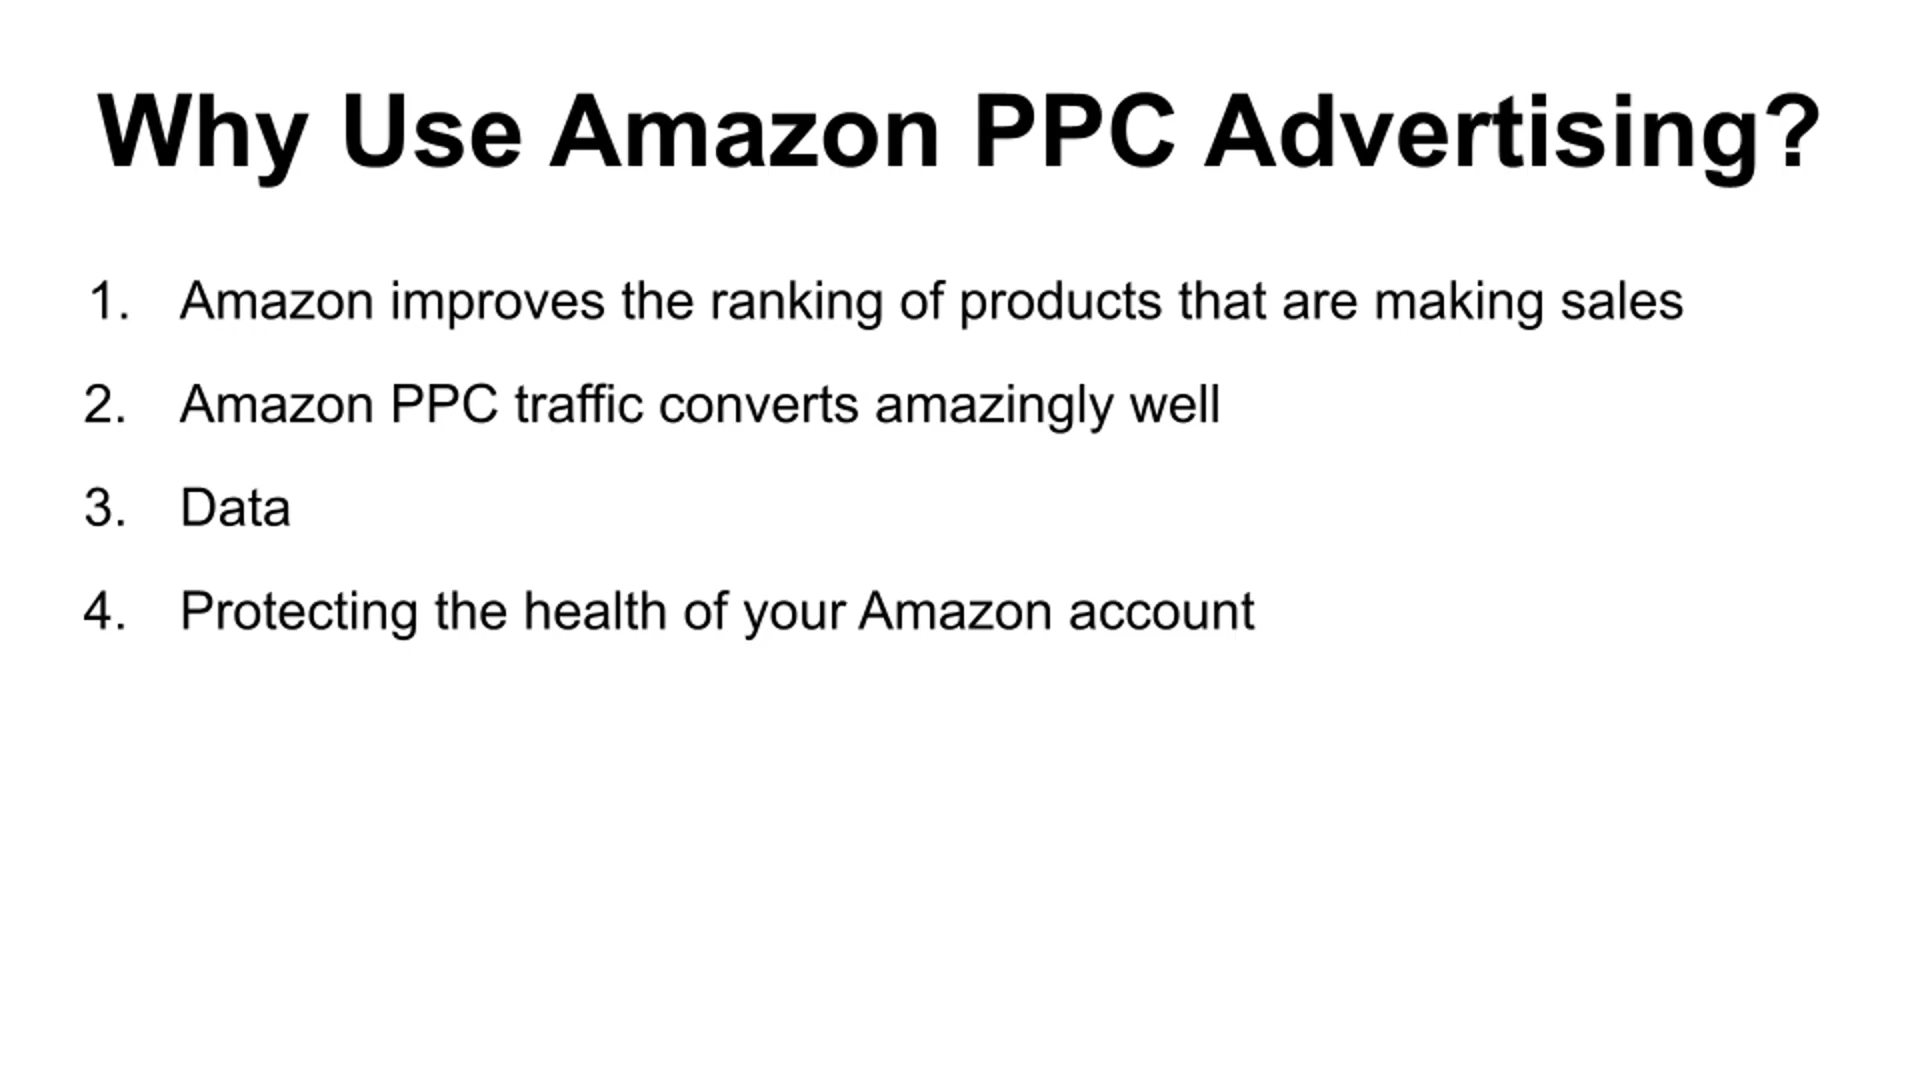 Why Use Amazon PPC Advertising?
1. Amazon improves the ranking of products that are making sales
2. Amazon PPC traffic converts amazingly well
3. Data
4. Protecting the health of your Amazon account